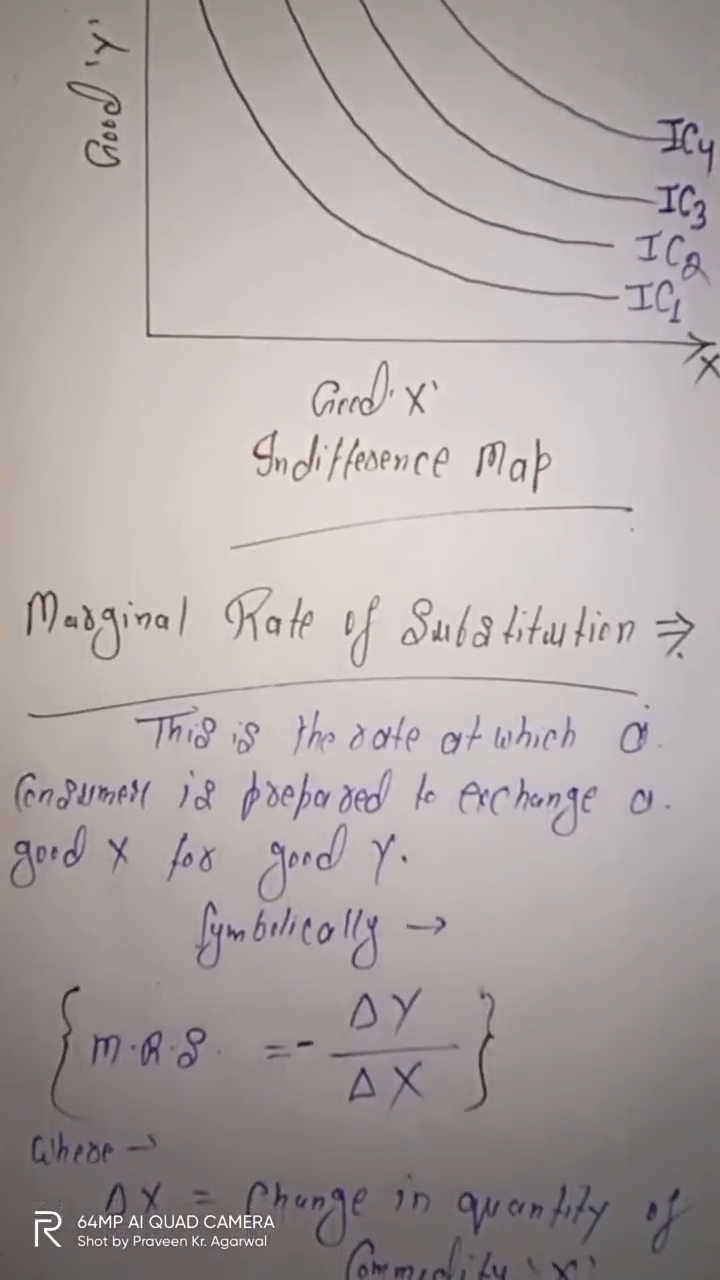 Good 'Y'
IC4
IC3
IC2
IC1
X
Good 'X'
Indifference Map
Marginal Rate of Substitution ⇒
This is the rate at which a
Consumer is prepared to exchange a
good X for good Y.
Symbolically →
{ M.R.S. = - ΔY / ΔX }
Where →
ΔX = Change in quantity of
Commodity 'X'
64MP AI QUAD CAMERA
Shot by Praveen Kr. Agarwal